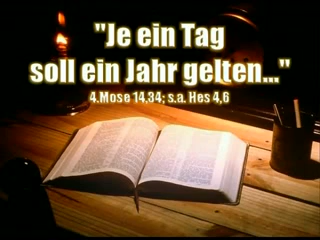 "Je ein Tag
soll ein Jahr gelten..."
4.Mose 14,34; s.a. Hes 4,6